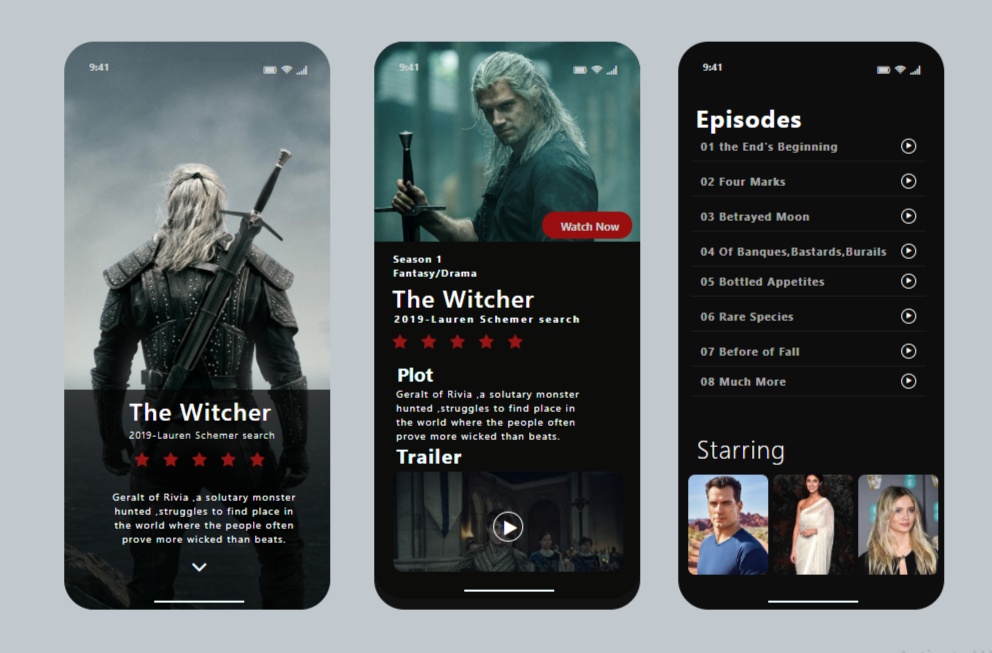 9:41
The Witcher
2019-Lauren Schemer search
Geralt of Rivia ,a solutary monster
hunted ,struggles to find place in
the world where the people often
prove more wicked than beats.
9:41
Watch Now
Season 1
Fantasy/Drama
The Witcher
2019-Lauren Schemer search
Plot
Geralt of Rivia ,a solutary monster
hunted ,struggles to find place in
the world where the people often
prove more wicked than beats.
Trailer
9:41
Episodes
01 the End's Beginning
02 Four Marks
03 Betrayed Moon
04 Of Banques,Bastards,Burails
05 Bottled Appetites
06 Rare Species
07 Before of Fall
08 Much More
Starring